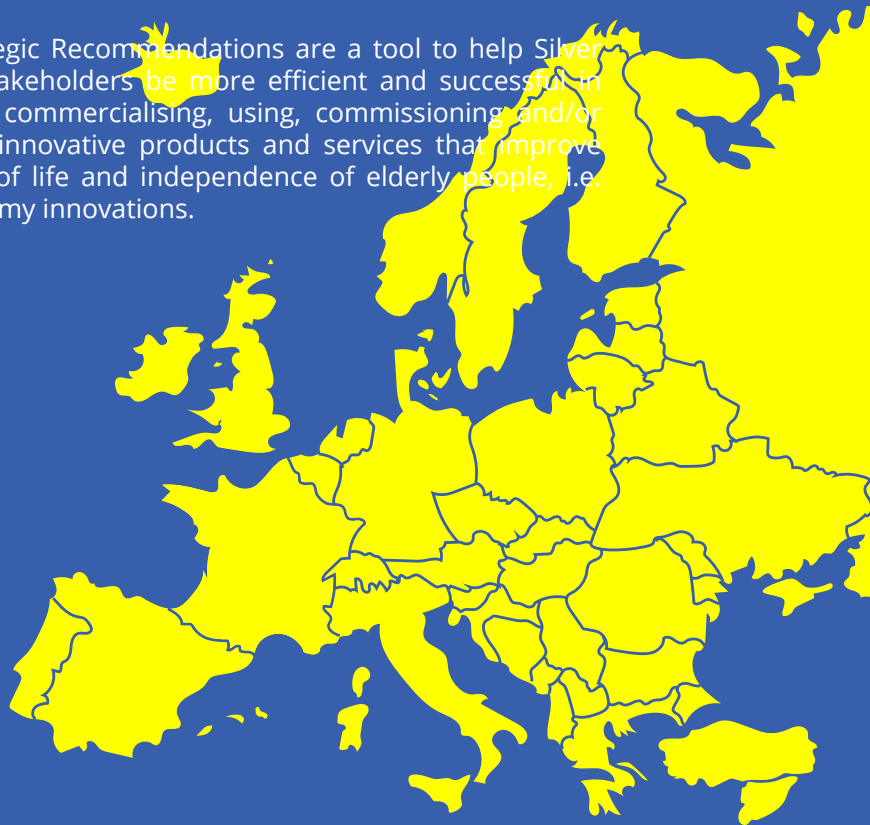 egic Recommendations are a tool to help Silver
akeholders be more efficient and successful in
commercialising, using, commissioning and/or
innovative products and services that improve
of life and independence of elderly people, i.e.
my innovations.